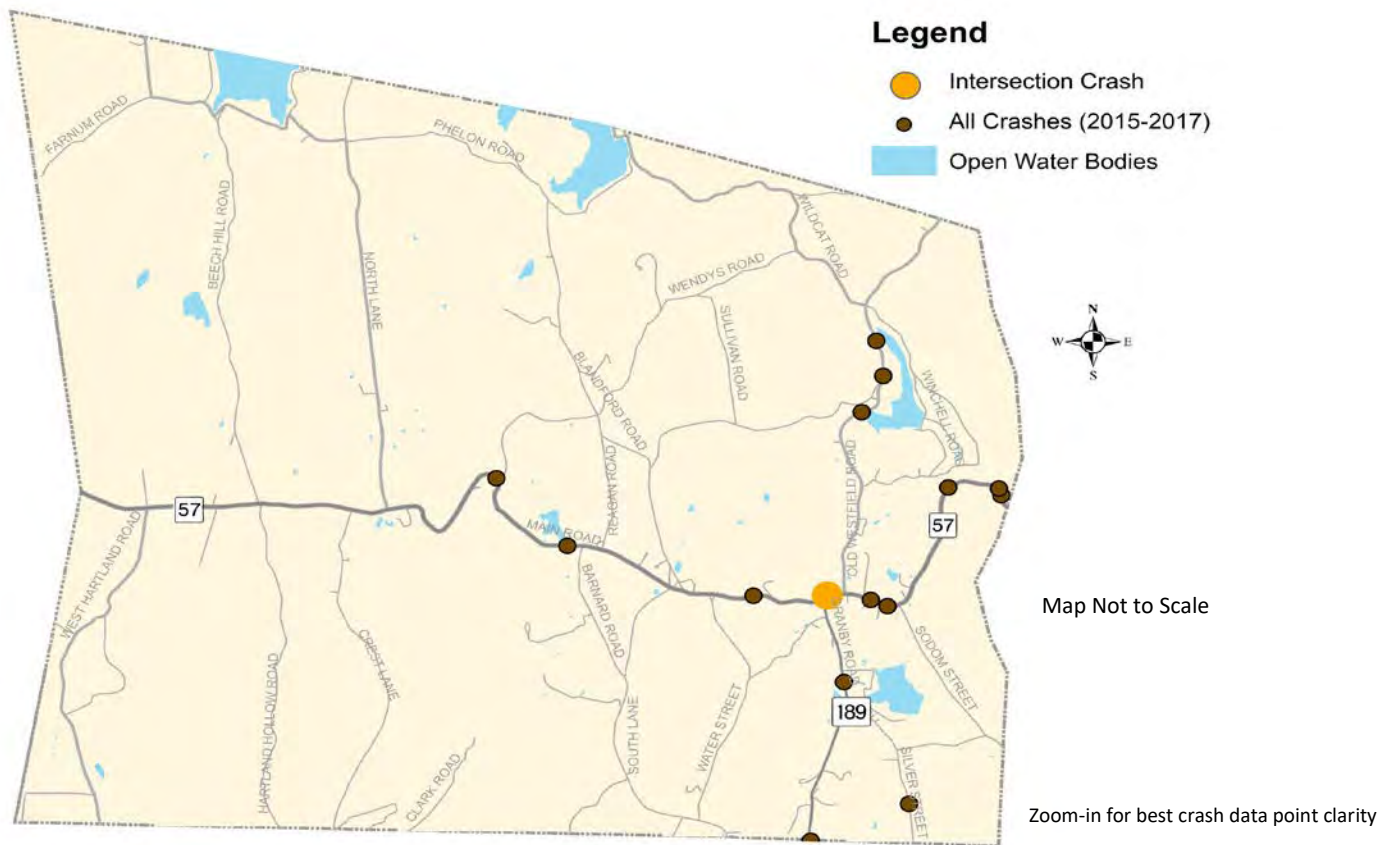 Legend
Intersection Crash
All Crashes (2015-2017)
Open Water Bodies
FARNUM ROAD
PHELON ROAD
BEECH HILL ROAD
NORTH LANE
WILDCAT ROAD
WENDYS ROAD
SULLIVAN ROAD
BLANDFORD ROAD
WINCHELL ROAD
N
W
E
S
REAGAN ROAD
OLD WESTFIELD ROAD
57
MAIN ROAD
57
WEST HARTLAND ROAD
BARNARD ROAD
RANBY ROAD
SODOM STREET
Map Not to Scale
CREST LANE
HARTLAND HOLLOW ROAD
SOUTH LANE
WATER STREET
189
CLARK ROAD
SILVER STREET
Zoom-in for best crash data point clarity